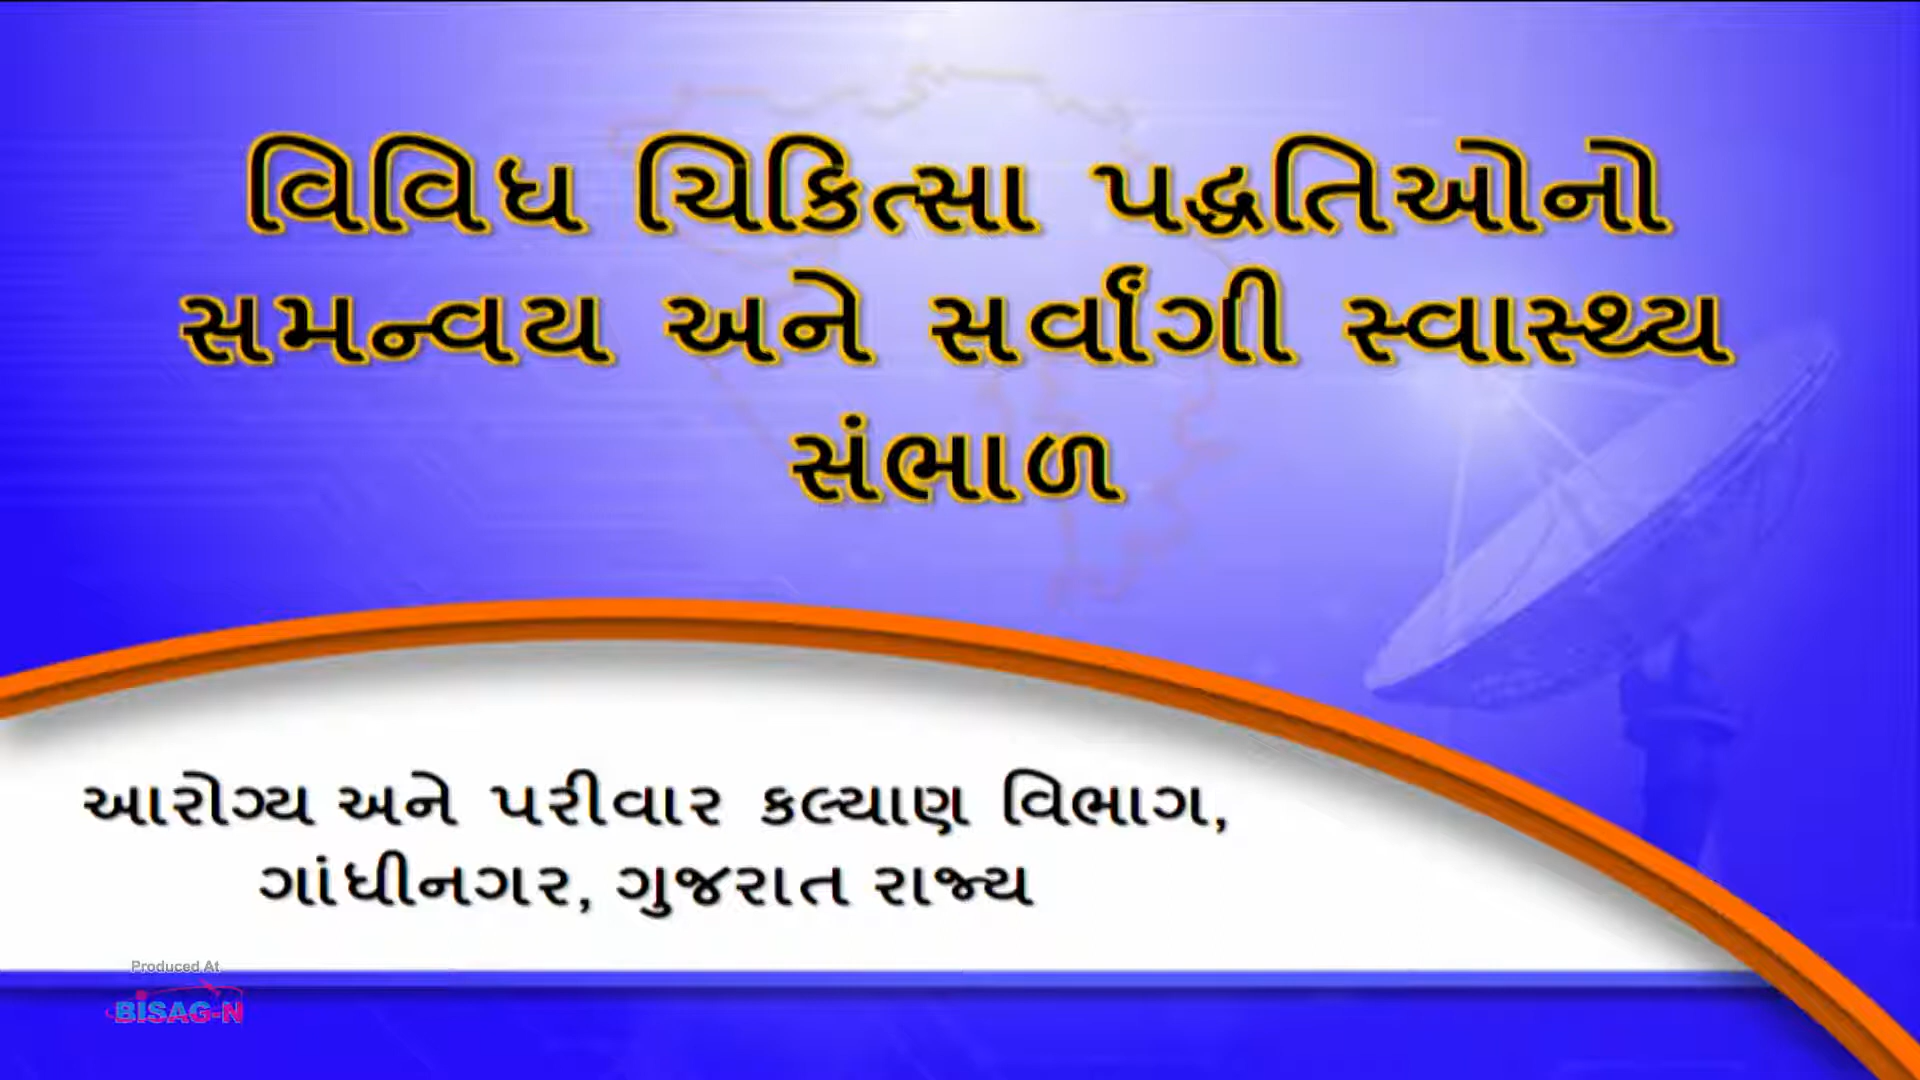 વિવિધ ચિકિત્સા પદ્ધતિઓનો
સમન્વય અને સર્વાંગી સ્વાસ્થ્ય
સંભાળ
આરોગ્ય અને પરીવાર કલ્યાણ વિભાગ,
ગાંધીનગર, ગુજરાત રાજ્ય
Produced At
BISAG-N